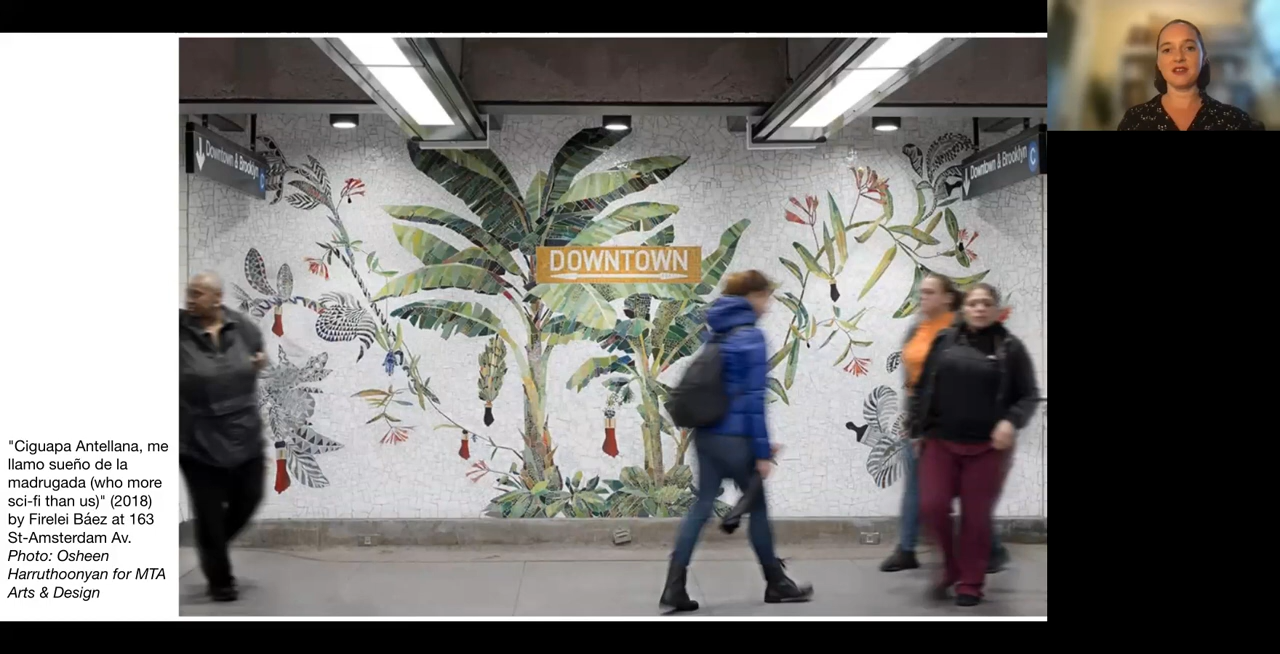 Downtown & Brooklyn
C
DOWNTOWN
Downtown & Brooklyn
C
"Ciguapa Antellana, me
llamo sueño de la
madrugada (who more
sci-fi than us)" (2018)
by Firelei Báez at 163
St-Amsterdam Av.
Photo: Osheen
Harruthoonyan for MTA
Arts & Design